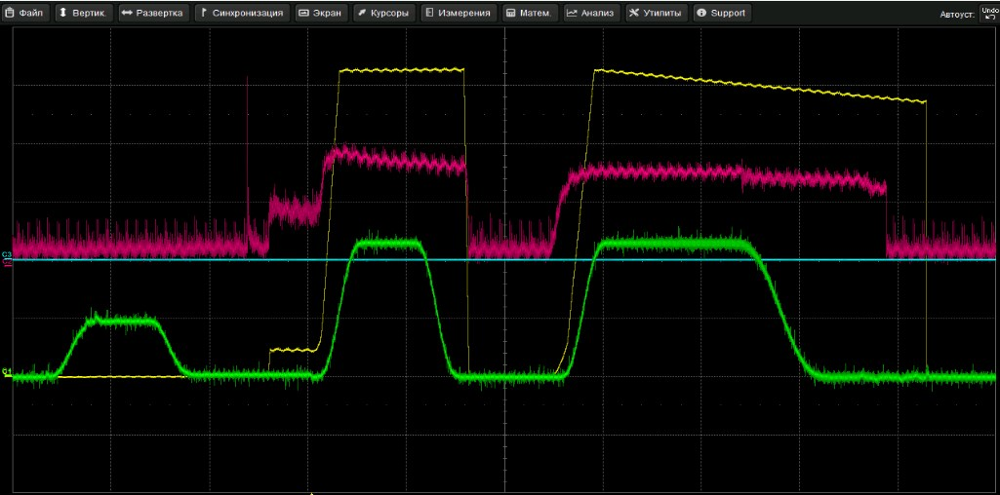 Файл Вертик. Развертка Синхронизация Экран Курсоры Измерения Матем. Анализ Утилиты Support Автоуст: Undo
C3
C1